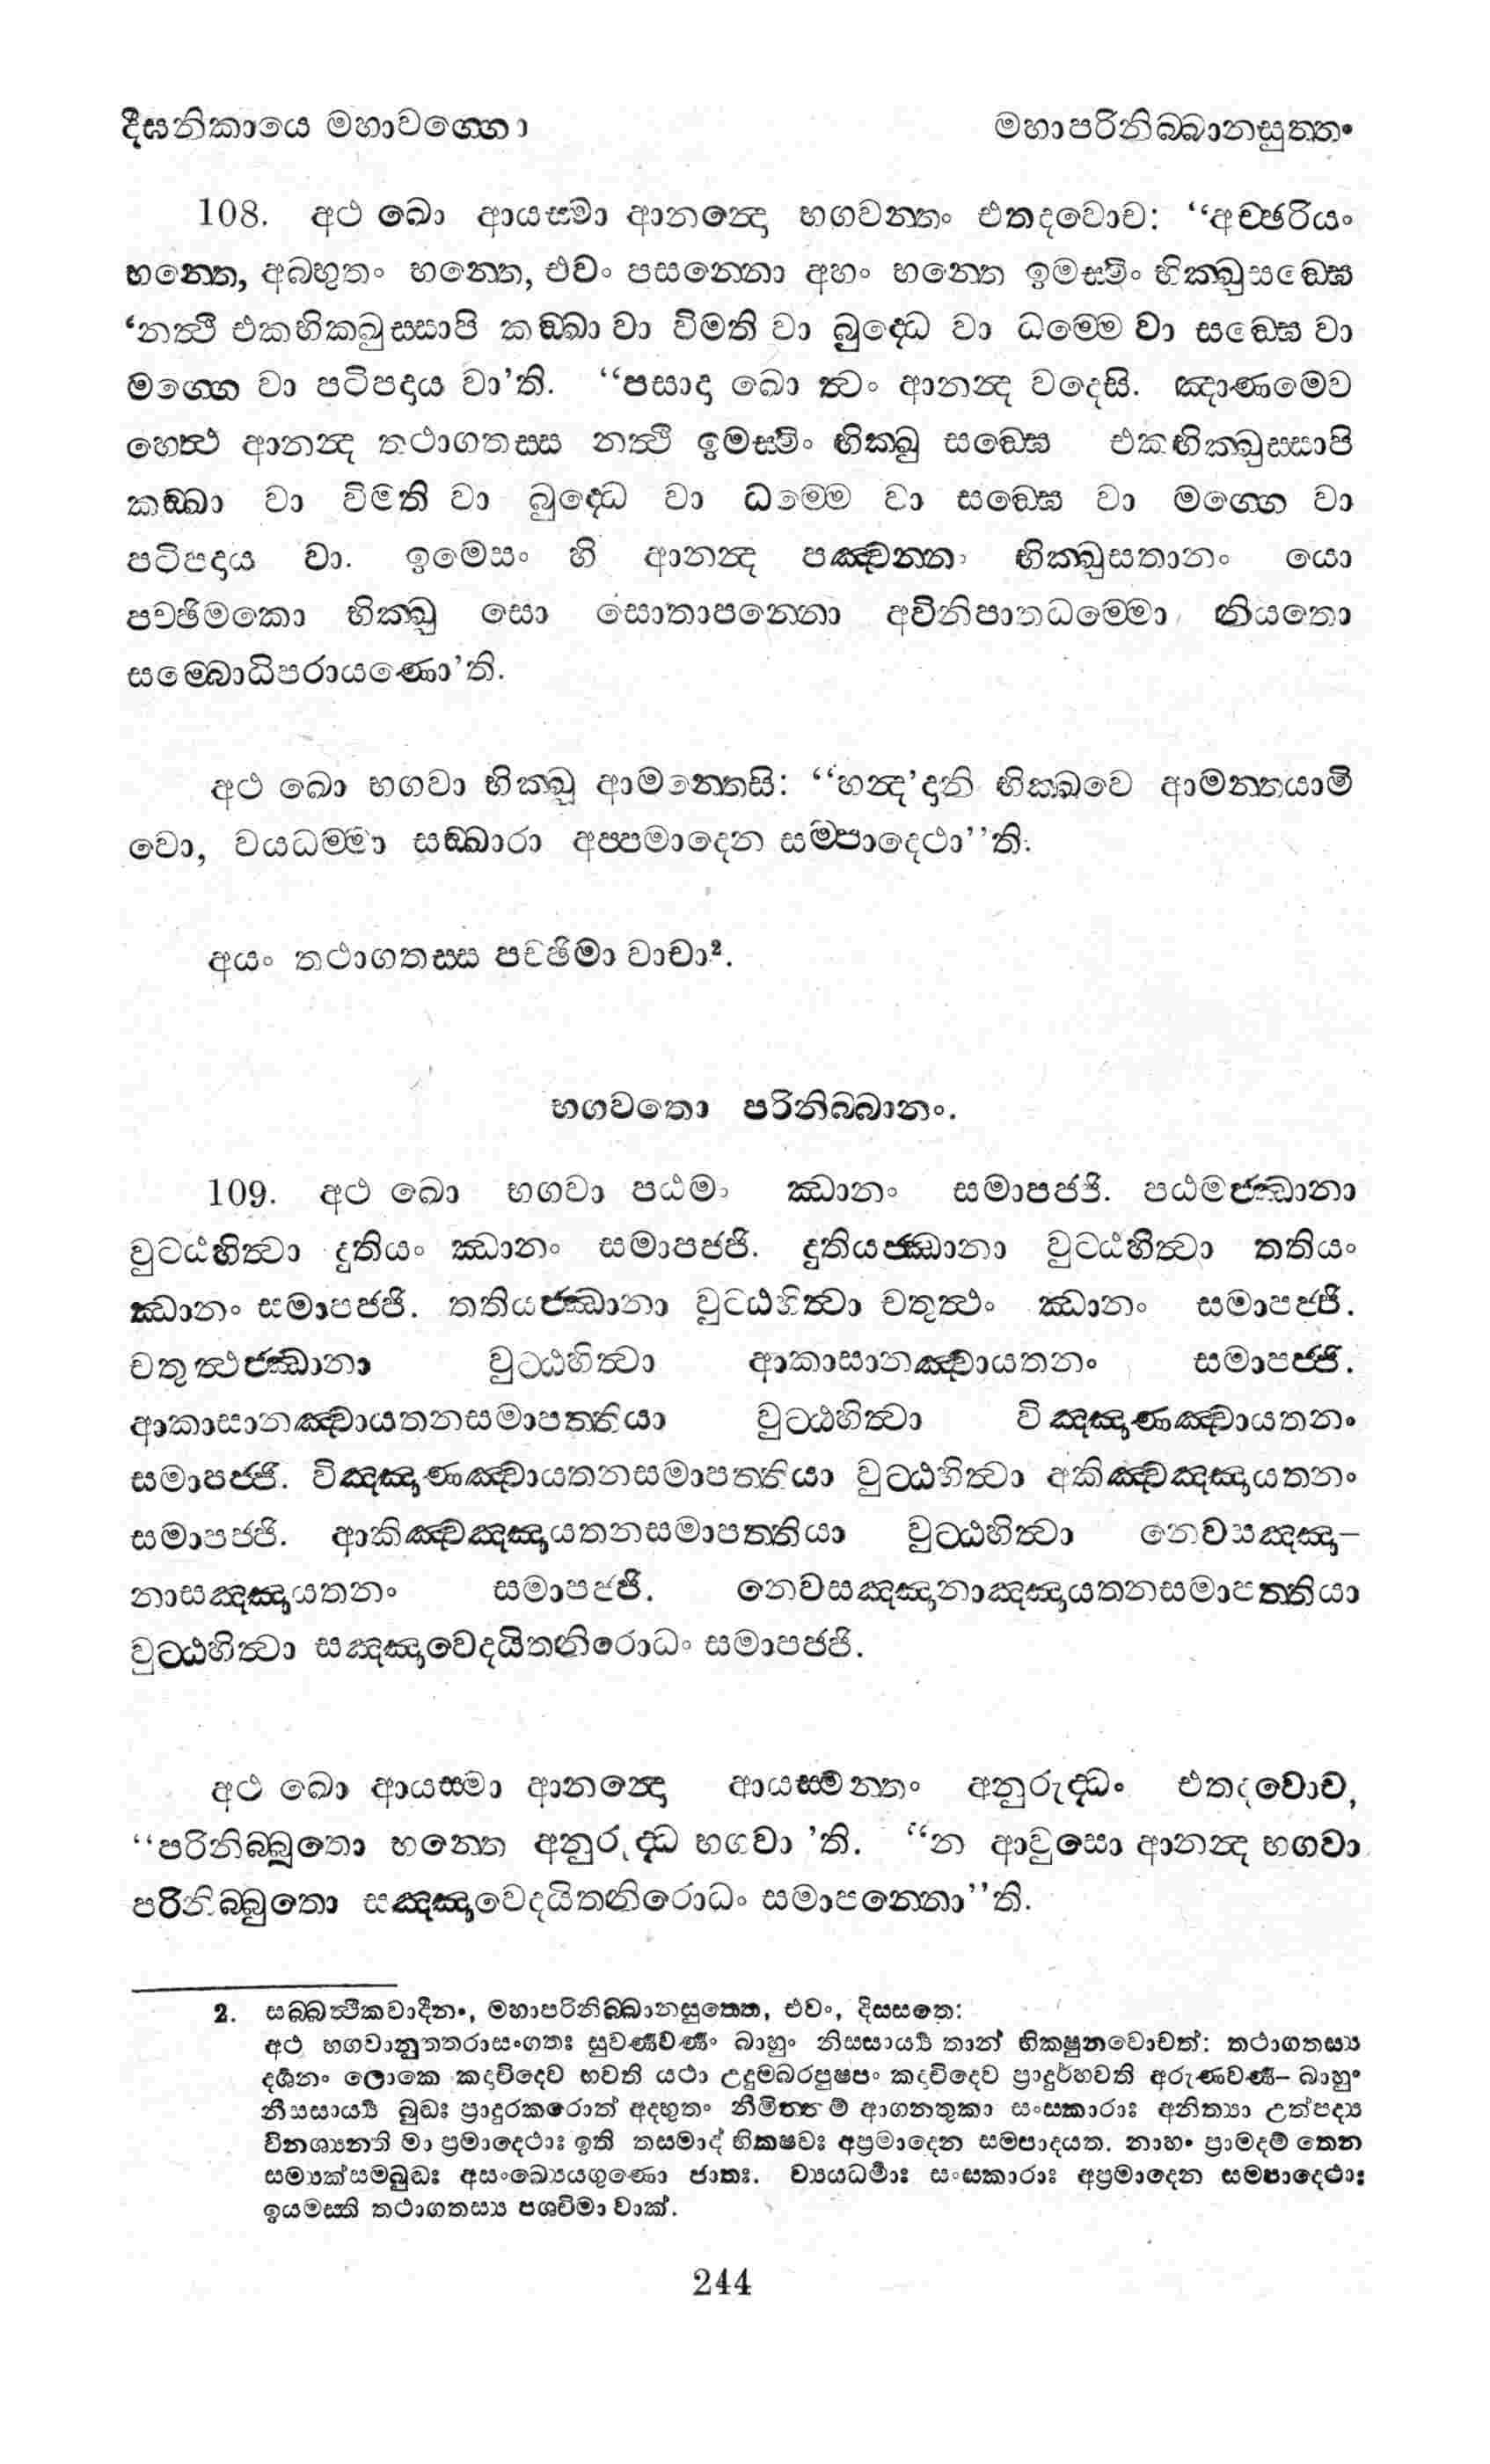 දීඝනිකායෙ මහාවග්ගො
මහාපරිනිබ්බානසුත්තං
108. අථ ඛො ආයස්මා ආනන්දො භගවන්තං එතදවොච: “අච්ඡරියං
භන්තෙ, අබභුතං භන්තෙ, එවං පසන්නො අහං භන්තෙ ඉමස්මිං භික්ඛුසඞ්ඝෙ
‘නත්ථි එකභිකඛුස්සාපි කඞ්ඛා වා විමති වා බුද්ධෙ වා ධම්මෙ වා සඞ්ඝෙ වා
මග්ගෙ වා පටිපදාය වා’ති. “පසාදා ඛො ත්වං ආනන්ද වදෙසි. ඤාණමෙව
හෙත්ථ ආනන්ද තථාගතස්ස නත්ථි ඉමස්මිං භික්ඛු සඞ්ඝෙ එකභික්ඛුස්සාපි
කඞ්ඛා වා විමති වා බුද්ධෙ වා ධම්මෙ වා සඞ්ඝෙ වා මග්ගෙ වා
පටිපදාය වා. ඉමෙසං හි ආනන්ද පඤ්චන්නං භික්ඛුසතානං යො
පච්ඡිමකො භික්ඛු සො සොතාපන්නො අවිනිපාතධම්මො නියතො
සම්බොධිපරායණො’ති.
අථ ඛො භගවා භික්ඛූ ආමන්තෙසි: “හන්ද’දානි භික්ඛවෙ ආමන්තයාමි
වො, වයධම්මා සඞ්ඛාරා අප්පමාදෙන සම්පාදෙථා’’ති.
අයං තථාගතස්ස පච්ඡිමා වාචා².
භගවතො පරිනිබ්බානං.
109. අථ ඛො භගවා පඨමං ඣානං සමාපජ්ජි. පඨමජ්ඣානා
වුට්ඨහිත්වා දුතියං ඣානං සමාපජ්ජි. දුතියජ්ඣානා වුට්ඨහිත්වා තතියං
ඣානං සමාපජ්ජි. තතියජ්ඣානා වුට්ඨහිත්වා චතුත්ථං ඣානං සමාපජ්ජි.
චතුත්ථජ්ඣානා වුට්ඨහිත්වා ආකාසානඤ්චායතනං සමාපජ්ජි.
ආකාසානඤ්චායතනසමාපත්තියා වුට්ඨහිත්වා විඤ්ඤාණඤ්චායතනං
සමාපජ්ජි. විඤ්ඤාණඤ්චායතනසමාපත්තියා වුට්ඨහිත්වා අකිඤ්චඤ්ඤායතනං
සමාපජ්ජි. ආකිඤ්චඤ්ඤායතනසමාපත්තියා වුට්ඨහිත්වා නෙවසඤ්ඤා–
නාසඤ්ඤායතනං සමාපජ්ජි. නෙවසඤ්ඤානාඤ්ඤායතනසමාපත්තියා
වුට්ඨහිත්වා සඤ්ඤාවෙදයිතනිරොධං සමාපජ්ජි.
අථ ඛො ආයස්මා ආනන්දො ආයස්මන්තං අනුරුද්ධං එතදවොච,
“පරිනිබ්බුතො භන්තෙ අනුරුද්ධ භගවා ’ති. “න ආවුසො ආනන්ද භගවා
පරිනිබ්බුතො සඤ්ඤාවෙදයිතනිරොධං සමාපන්නො’’ති.
2. සබ්බත්ථිකවාදීනං, මහාපරිනිබ්බානසුත්තෙ, එවං, දිස්සතෙ:
අථ භගවානුත්තරාසංගතඃ සුවර්ණවර්ණං බාහුං නිස්සාර්ය්‍ය තාන් භික්ෂුනවොචත්: තථාගතස්‍ය
දර්ශනං ලොකෙ කදාචිදෙව භවති යථා උදුම්බරපුෂ්පං කදාචිදෙව ප්‍රාදුර්භවති අරුණවර්ණ– බාහුං
නිස්සාර්ය්‍ය බුද්ධඃ ප්‍රාදුරකරොත් අද්භුතං නිමිත්තම් ආගන්තුකා සංස්කාරාඃ අනිත්‍යා උත්පද්‍ය
විනශ්‍යන්ති මා ප්‍රමාදෙථාඃ ඉති තස්මාද් භික්ෂවඃ අප්‍රමාදෙන සම්පාදයත. නාහං ප්‍රාමදම් තෙන
සම්‍යක්සම්බුද්ධඃ අසංඛ්‍යෙයගුණො ජාතඃ. ව්‍යයධර්මාඃ සංස්කාරාඃ අප්‍රමාදෙන සම්පාදෙථාඃ
ඉයමස්ති තථාගතස්‍ය පශ්චිමා වාක්.
244